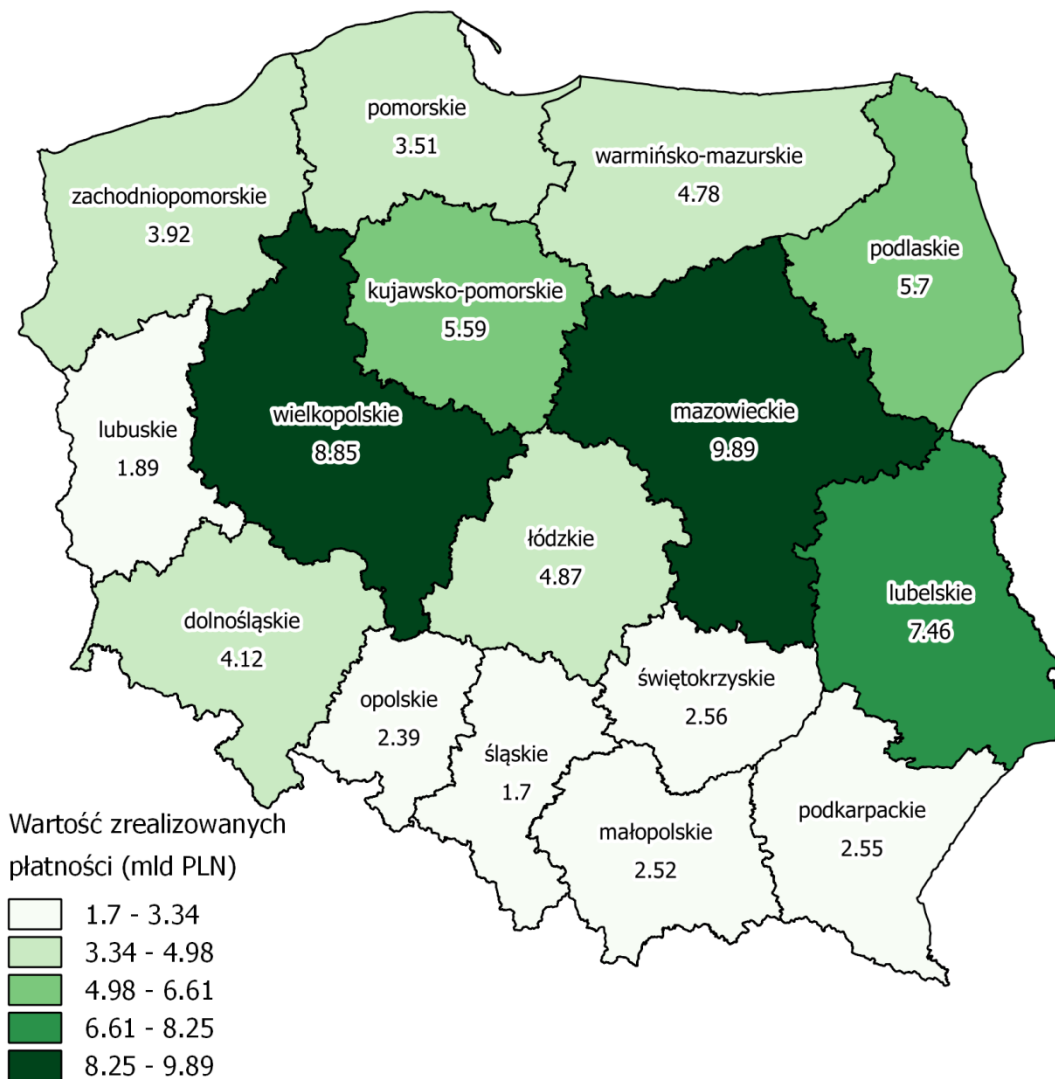 pomorskie
3.51
warmińsko-mazurskie
4.78
zachodniopomorskie
3.92
podlaskie
5.7
kujawsko-pomorskie
5.59
wielkopolskie
8.85
mazowieckie
9.89
lubuskie
1.89
łódzkie
4.87
lubelskie
7.46
dolnośląskie
4.12
opolskie
2.39
świętokrzyskie
2.56
śląskie
1.7
małopolskie
2.52
podkarpackie
2.55
Wartość zrealizowanych
płatności (mld PLN)
1.7 - 3.34
3.34 - 4.98
4.98 - 6.61
6.61 - 8.25
8.25 - 9.89